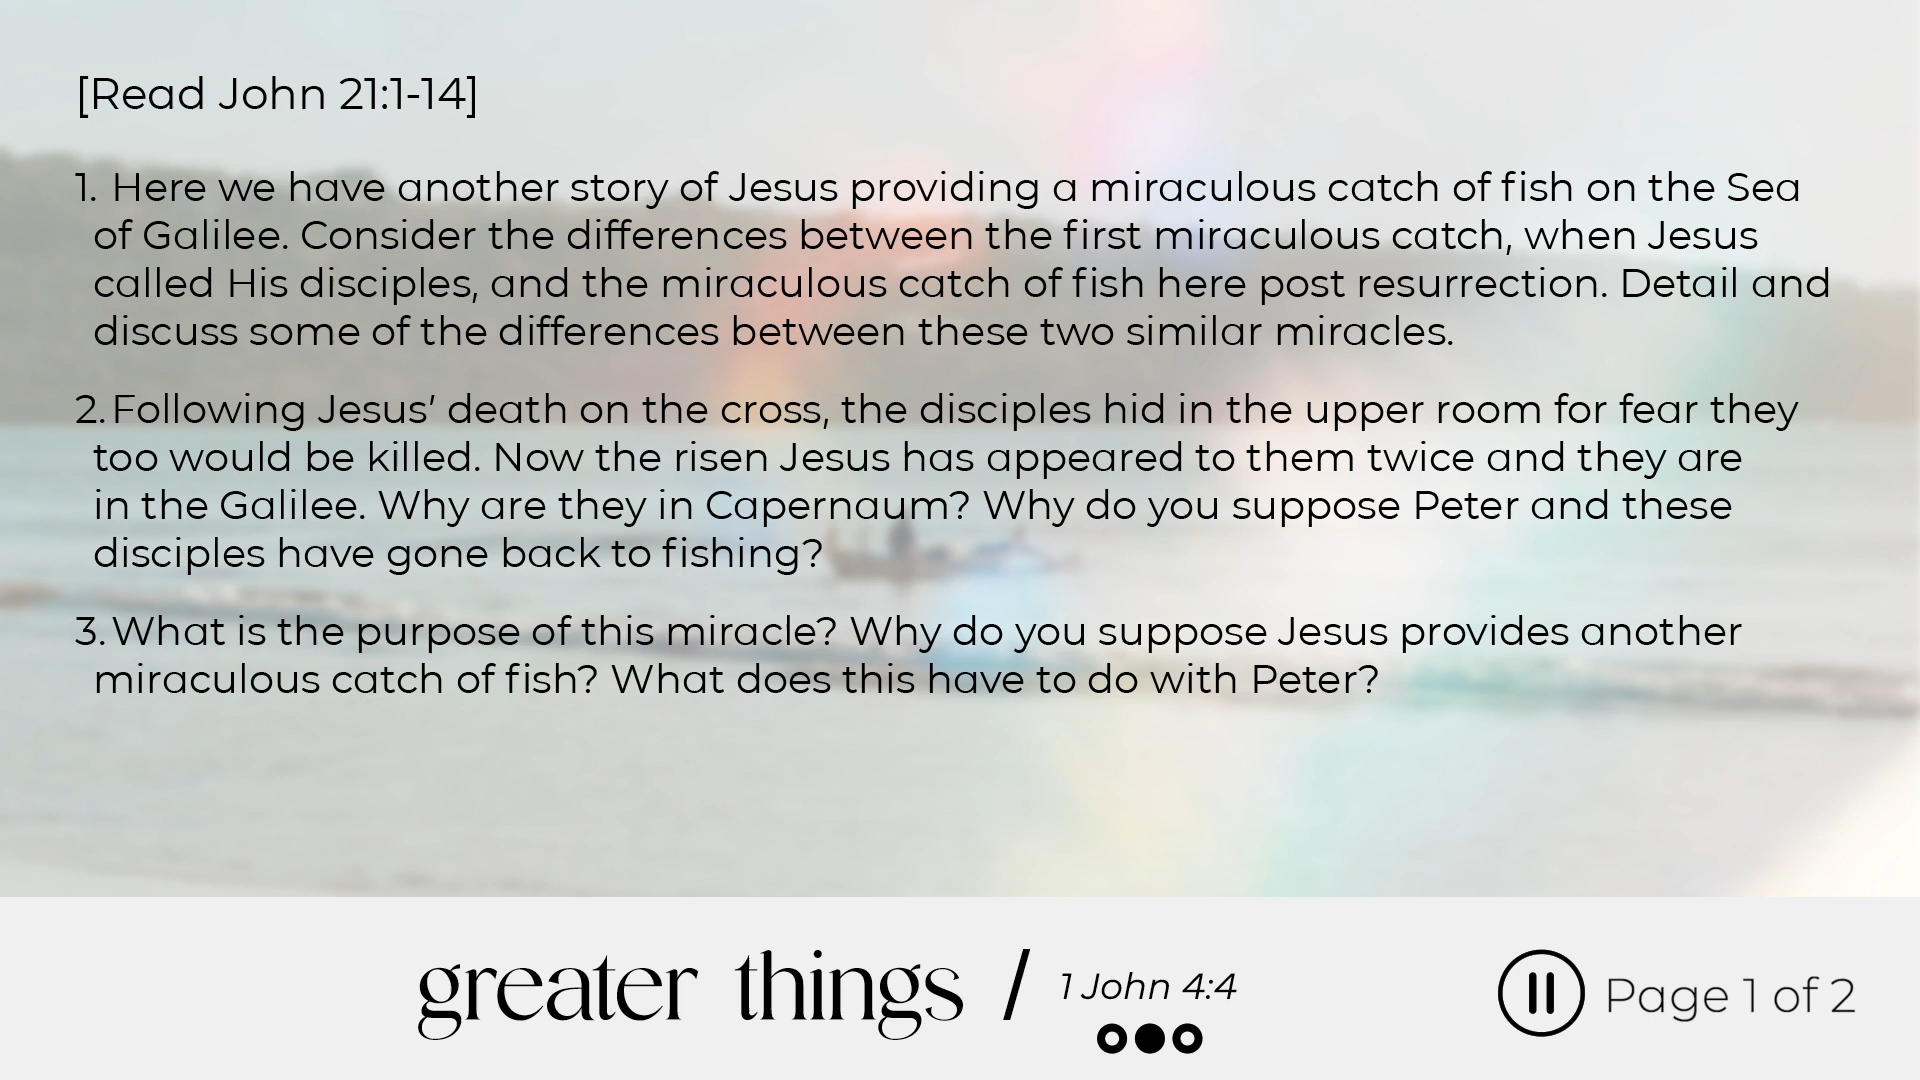 [Read John 21:1-14]
1. Here we have another story of Jesus providing a miraculous catch of fish on the Sea
of Galilee. Consider the differences between the first miraculous catch, when Jesus
called His disciples, and the miraculous catch of fish here post resurrection. Detail and
discuss some of the differences between these two similar miracles.
2. Following Jesus’ death on the cross, the disciples hid in the upper room for fear they
too would be killed. Now the risen Jesus has appeared to them twice and they are
in the Galilee. Why are they in Capernaum? Why do you suppose Peter and these
disciples have gone back to fishing?
3. What is the purpose of this miracle? Why do you suppose Jesus provides another
miraculous catch of fish? What does this have to do with Peter?
greater things / 1 John 4:4
Page 1 of 2